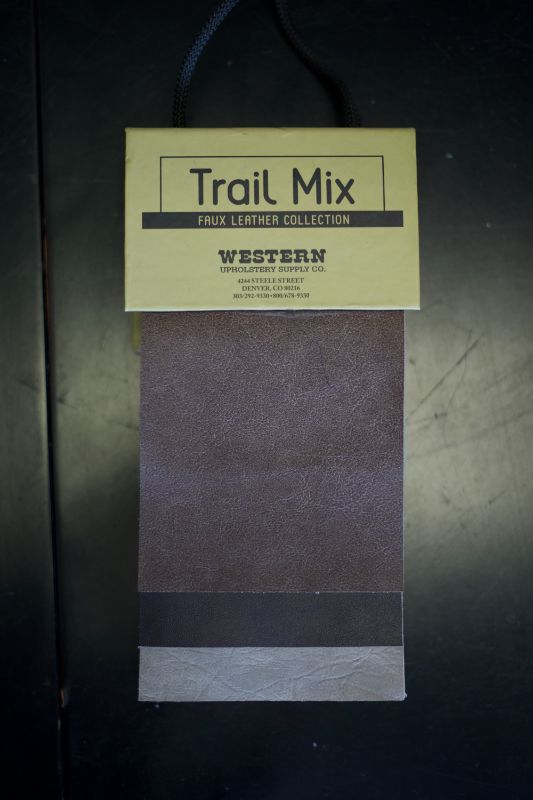 Trail Mix
FAUX LEATHER COLLECTION
WESTERN
UPHOLSTERY SUPPLY CO.
4244 STEELE STREET
DENVER, CO 80216
303/292-9330•800/678-9330